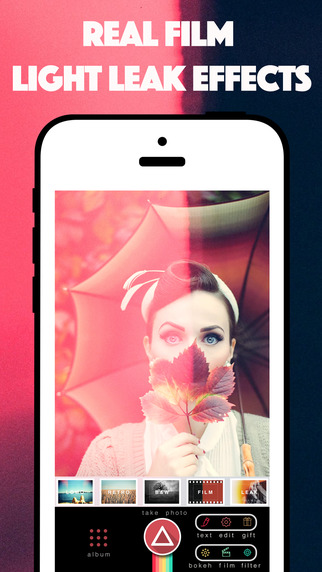 REAL FILM
LIGHT LEAK EFFECTS
RETRO
B&W
FILM
LEAK
take photo
text edit gift
album
bokeh film filter